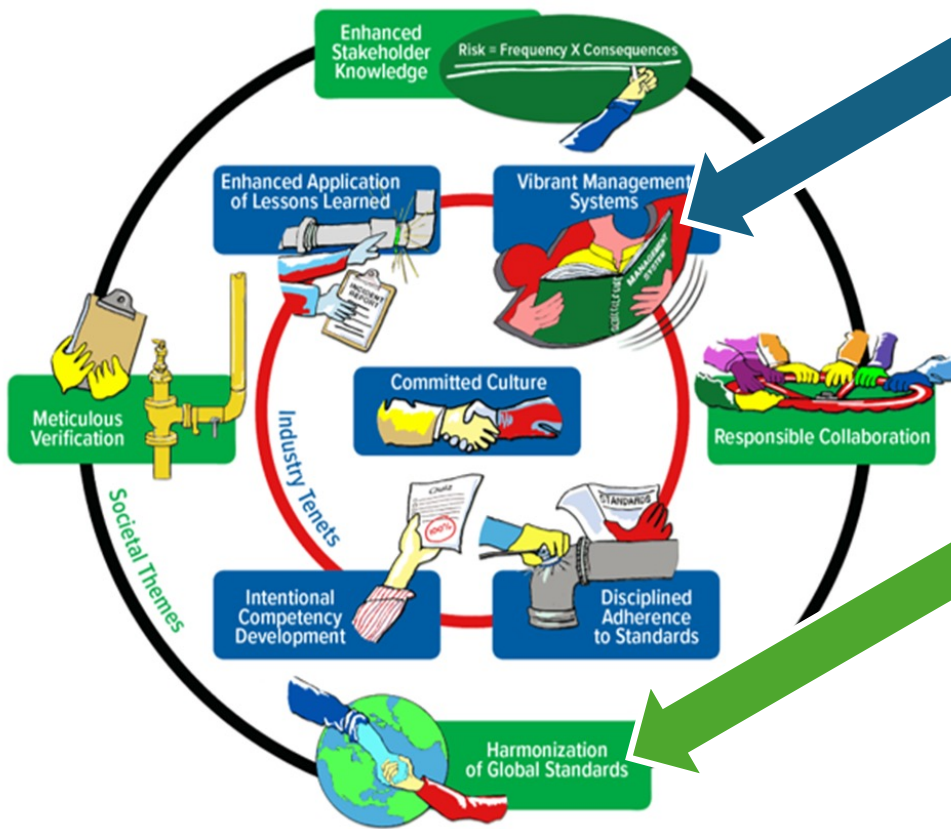 Enhanced
Stakeholder
Knowledge
Risk = Frequency X Consequences
Enhanced Application
of Lessons Learned
INCIDENT
REPORT
Vibrant Management
Systems
MANAGEMENT
SYSTEM
Meticulous
Verification
Committed Culture
Responsible Collaboration
Industry Tenets
Societal Themes
Quiz
100%
Intentional
Competency
Development
STANDARDS
Disciplined
Adherence
to Standards
Harmonization
of Global Standards